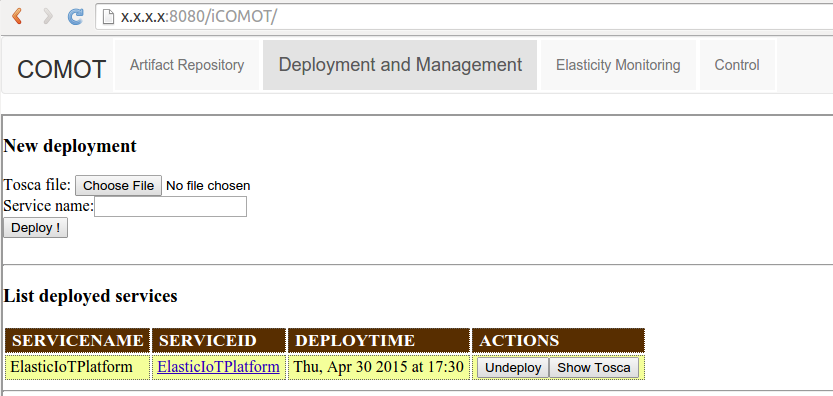 x.x.x.x:8080/iCOMOT/
COMOT Artifact Repository Deployment and Management Elasticity Monitoring Control
New deployment
Tosca file: Choose File No file chosen
Service name:
Deploy !
List deployed services
SERVICENAME SERVICEID DEPLOYTIME ACTIONS
ElasticIoTPlatform ElasticIoTPlatform Thu, Apr 30 2015 at 17:30 Undeploy Show Tosca